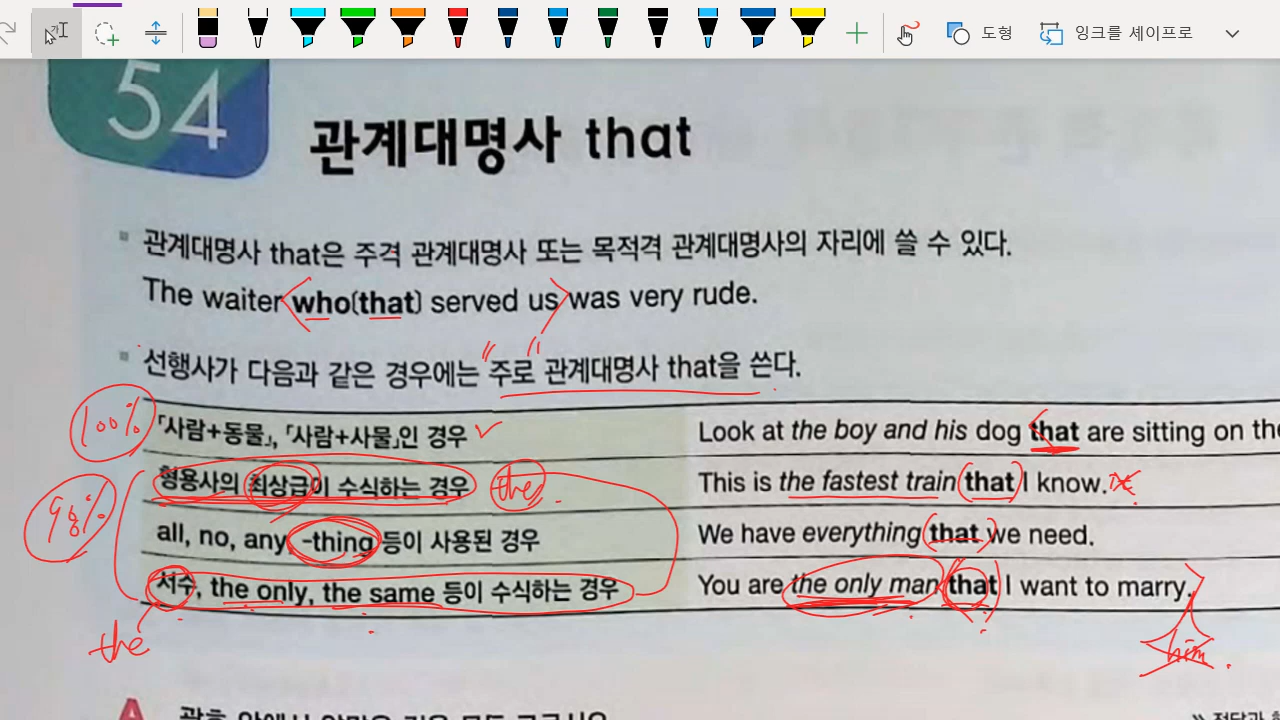 도형
잉크를 셰이프로
54
관계대명사 that
관계대명사 that은 주격 관계대명사 또는 목적격 관계대명사의 자리에 쓸 수 있다.
The waiter who(that) served us was very rude.
선행사가 다음과 같은 경우에는 "주로" 관계대명사 that을 쓴다.
100%
「사람+동물」, 「사람+사물」인 경우
Look at the boy and his dog that are sitting on the
98%
형용사의 최상급이 수식하는 경우
the
This is the fastest train that I know.
all, no, any, -thing 등이 사용된 경우
We have everything that we need.
서수, the only, the same 등이 수식하는 경우
You are the only man that I want to marry.
the
him
A